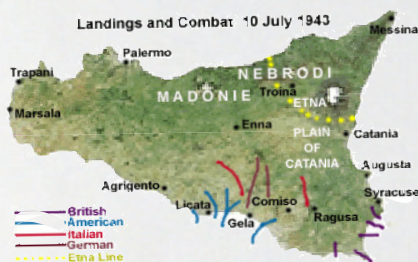 Landings and Combat 10 July 1943
Messina
Palermo
Trapani
NEBRODI
MADONIE
Troina
ETNA
Marsala
Enna
PLAIN
OF
CATANIA
Catania
Augusta
Agrigento
Syracuse
Licata
Comiso
Ragusa
Gela
British
American
Italian
German
Etna Line